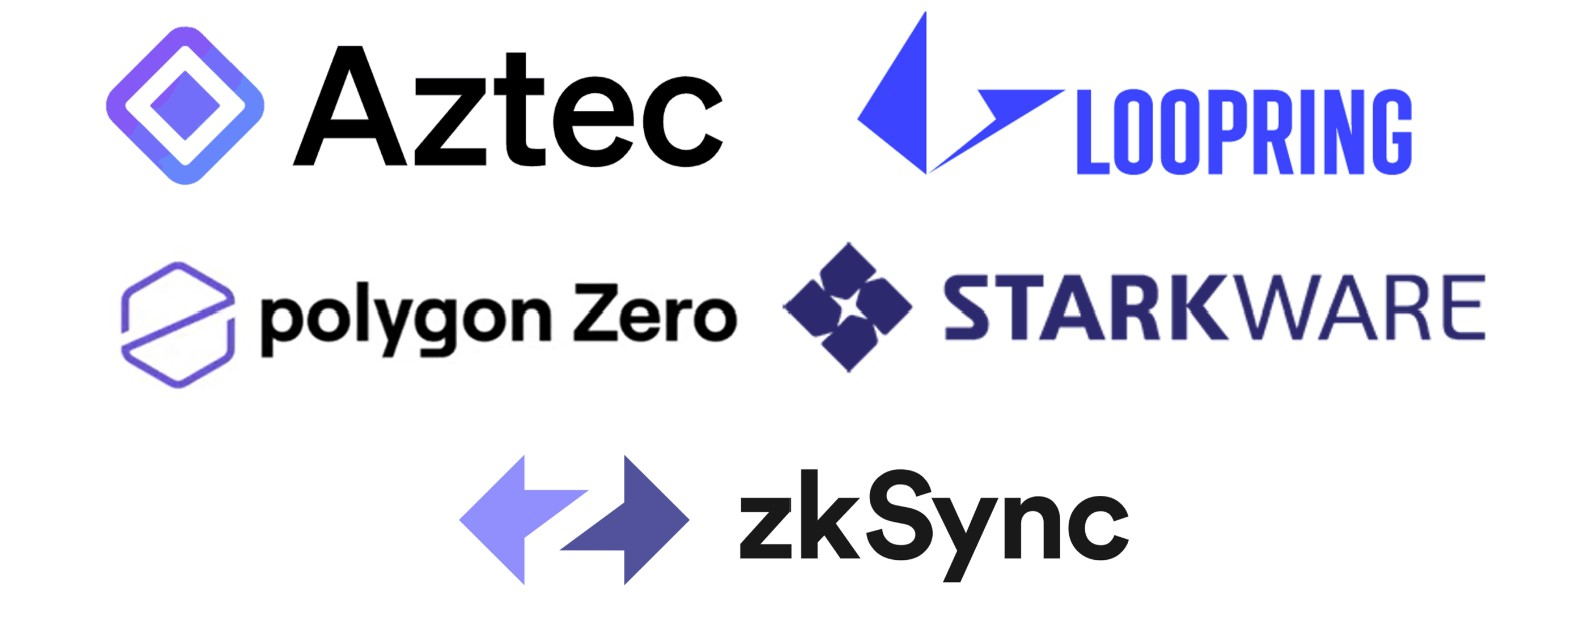 Aztec
LOOPRING
polygon Zero
STARKWARE
zkSync